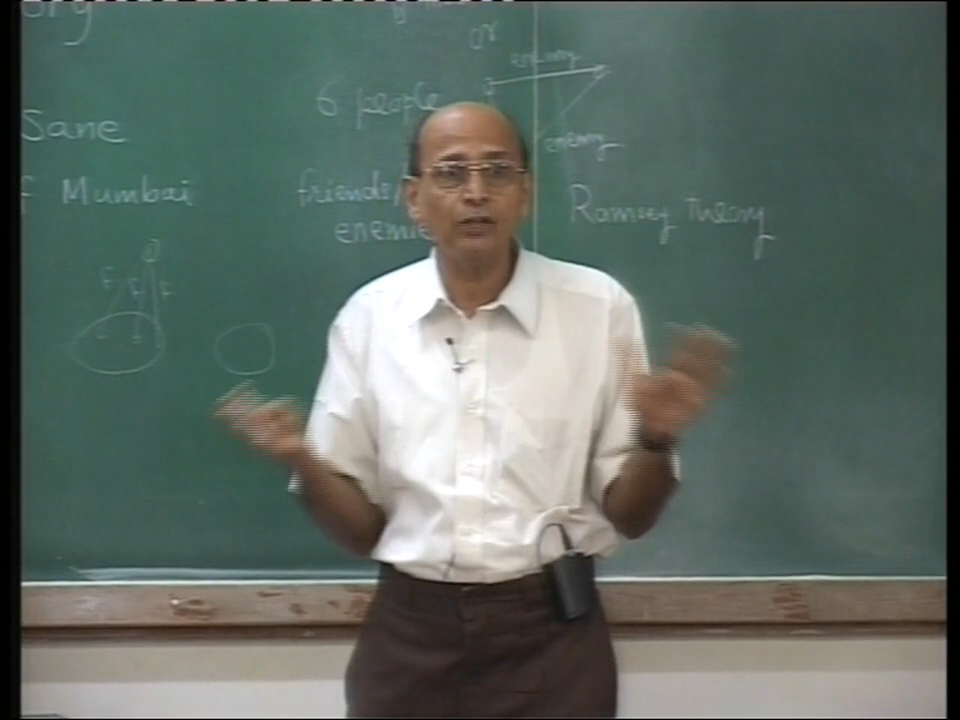 or
enemy
6 people
Sane
enemy
f Mumbai
friends/
Ramsey theory
enemie
F F F